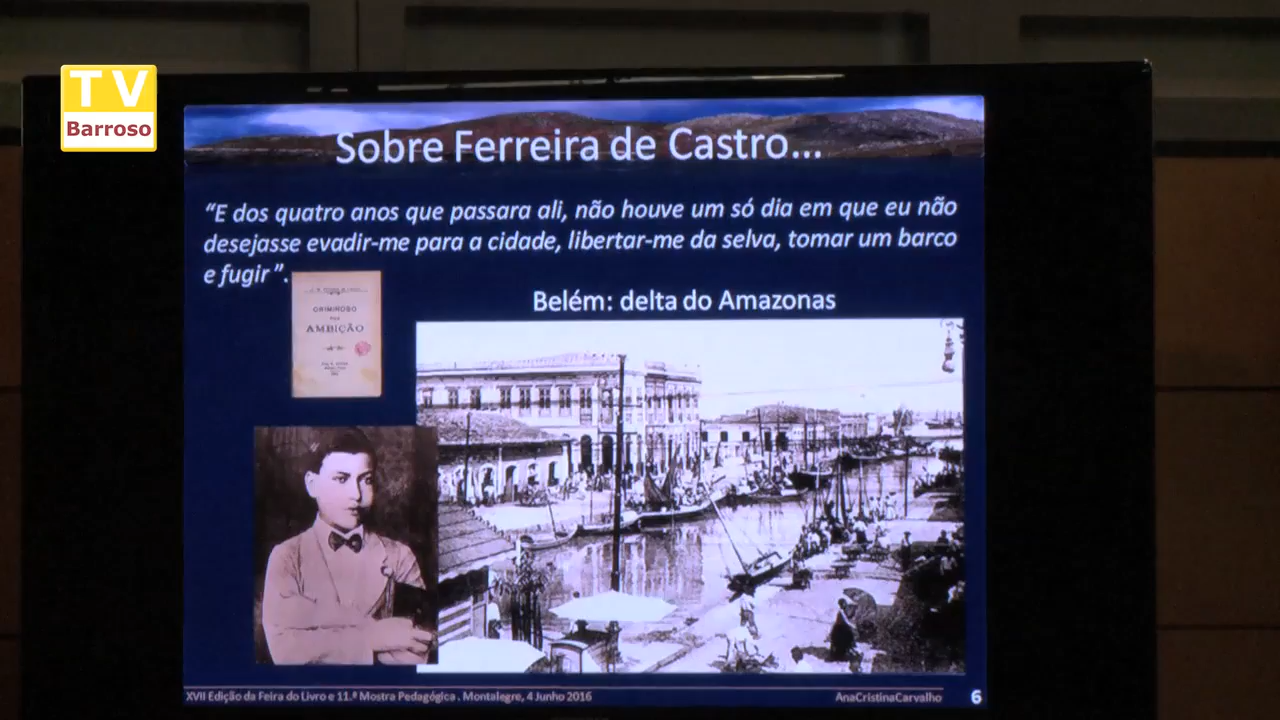 TV
Barroso
Sobre Ferreira de Castro...
“E dos quatro anos que passara ali, não houve um só dia em que eu não
desejasse evadir-me para a cidade, libertar-me da selva, tomar um barco
e fugir”.
CRIMINOSO
POR
AMBIÇÃO
Belém: delta do Amazonas
XVII Edição da Feira do Livro e 11.ª Mostra Pedagógica . Montalegre, 4 Junho 2016
AnaCristinaCarvalho
6